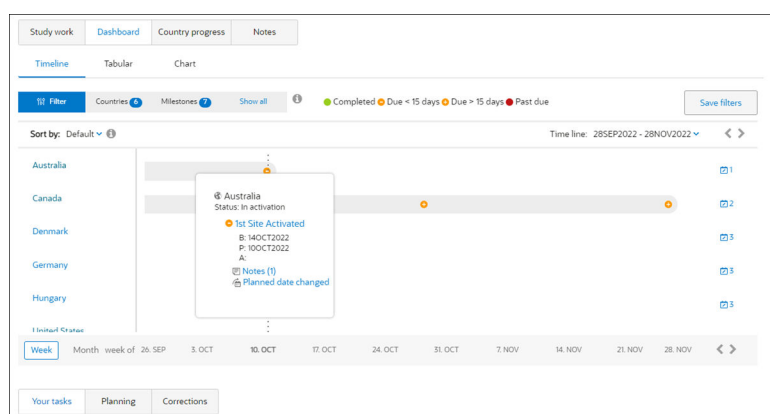 Study work Dashboard Country progress Notes
Timeline Tabular Chart
Filter Countries 6 Milestones 7 Show all Completed Due < 15 days Due > 15 days Past due Save filters
Sort by: Default Time line: 28SEP2022 - 28NOV2022
Australia 1
Canada 2
Denmark 3
Germany 3
Hungary 3
United States
Australia
Status: In activation
1st Site Activated
B: 14OCT2022
P: 10OCT2022
A:
Notes (1)
Planned date changed
Week Month week of 26. SEP 3. OCT 10. OCT 17. OCT 24. OCT 31. OCT 7. NOV 14. NOV 21. NOV 28. NOV
Your tasks Planning Corrections